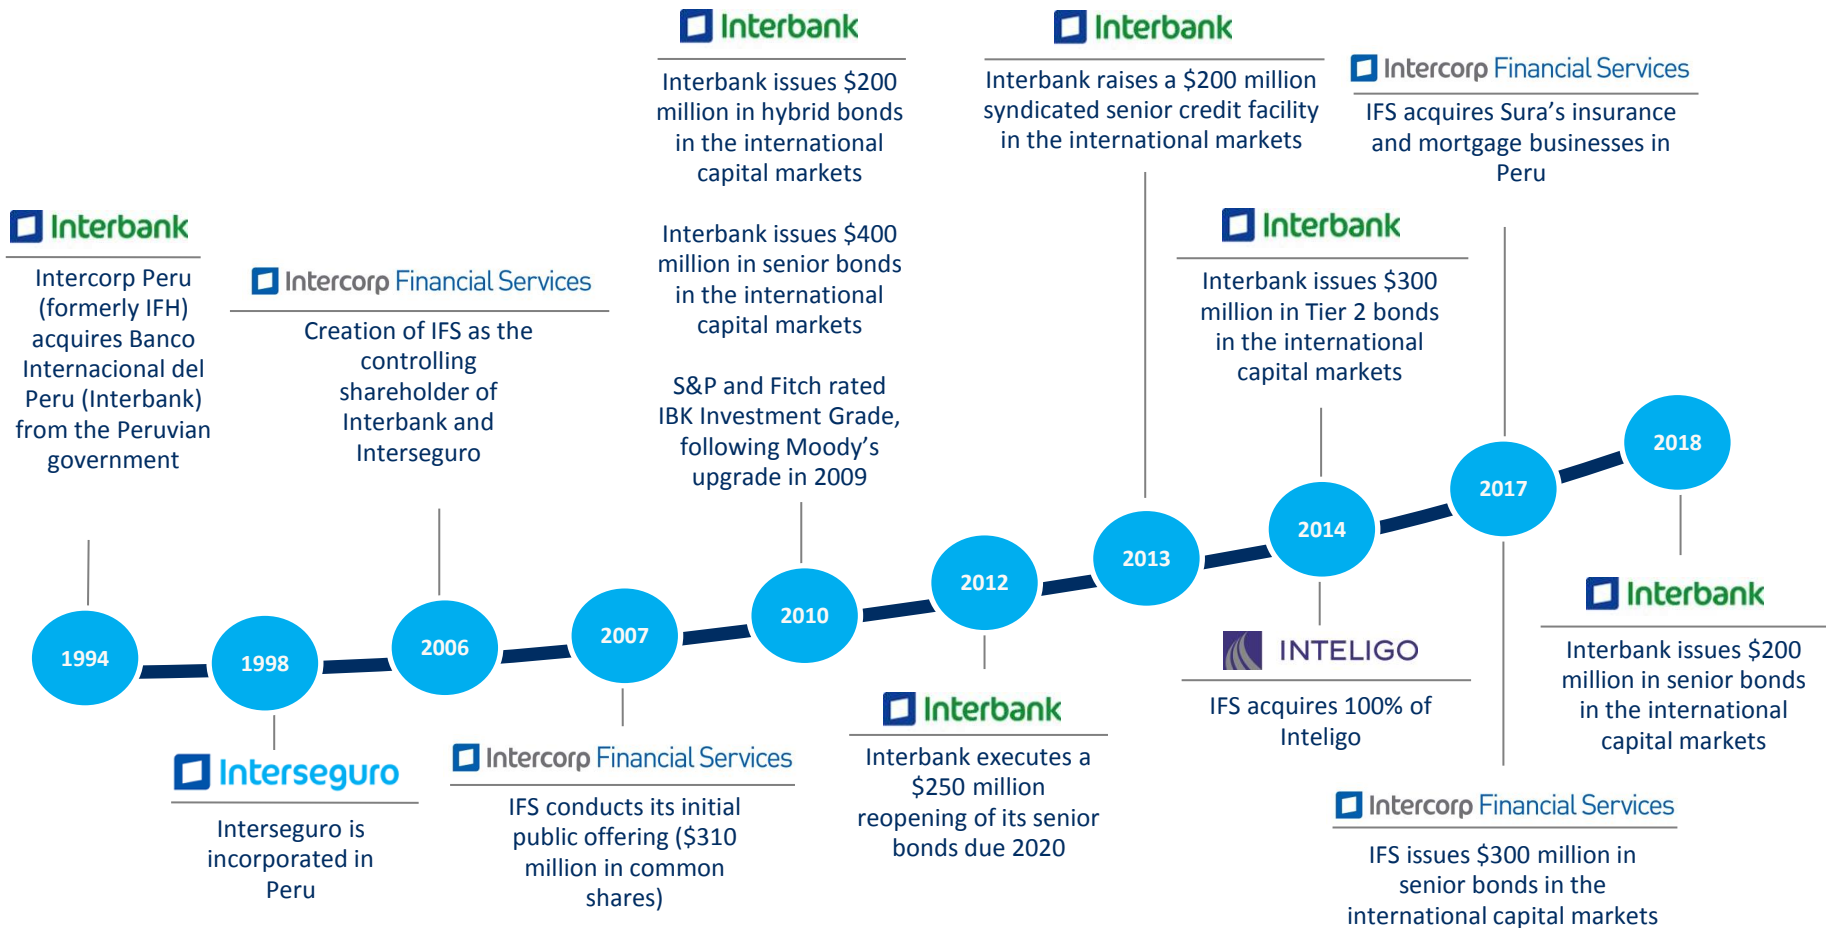 Interbank
Intercorp Peru
(formerly IFH)
acquires Banco
Internacional del
Peru (Interbank)
from the Peruvian
government
1994
1998
Interseguro
Interseguro is
incorporated in
Peru
Intercorp Financial Services
Creation of IFS as the
controlling
shareholder of
Interbank and
Interseguro
2006
2007
Intercorp Financial Services
IFS conducts its initial
public offering ($310
million in common
shares)
Interbank
Interbank issues $200
million in hybrid bonds
in the international
capital markets
Interbank issues $400
million in senior bonds
in the international
capital markets
S&P and Fitch rated
IBK Investment Grade,
following Moody’s
upgrade in 2009
2010
2012
Interbank
Interbank executes a
$250 million
reopening of its senior
bonds due 2020
Interbank
Interbank raises a $200 million
syndicated senior credit facility
in the international markets
2013
Interbank
Interbank issues $300
million in Tier 2 bonds
in the international
capital markets
2014
INTELIGO
IFS acquires 100% of
Inteligo
Intercorp Financial Services
IFS acquires Sura’s insurance
and mortgage businesses in
Peru
2017
Intercorp Financial Services
IFS issues $300 million in
senior bonds in the
international capital markets
2018
Interbank
Interbank issues $200
million in senior bonds
in the international
capital markets